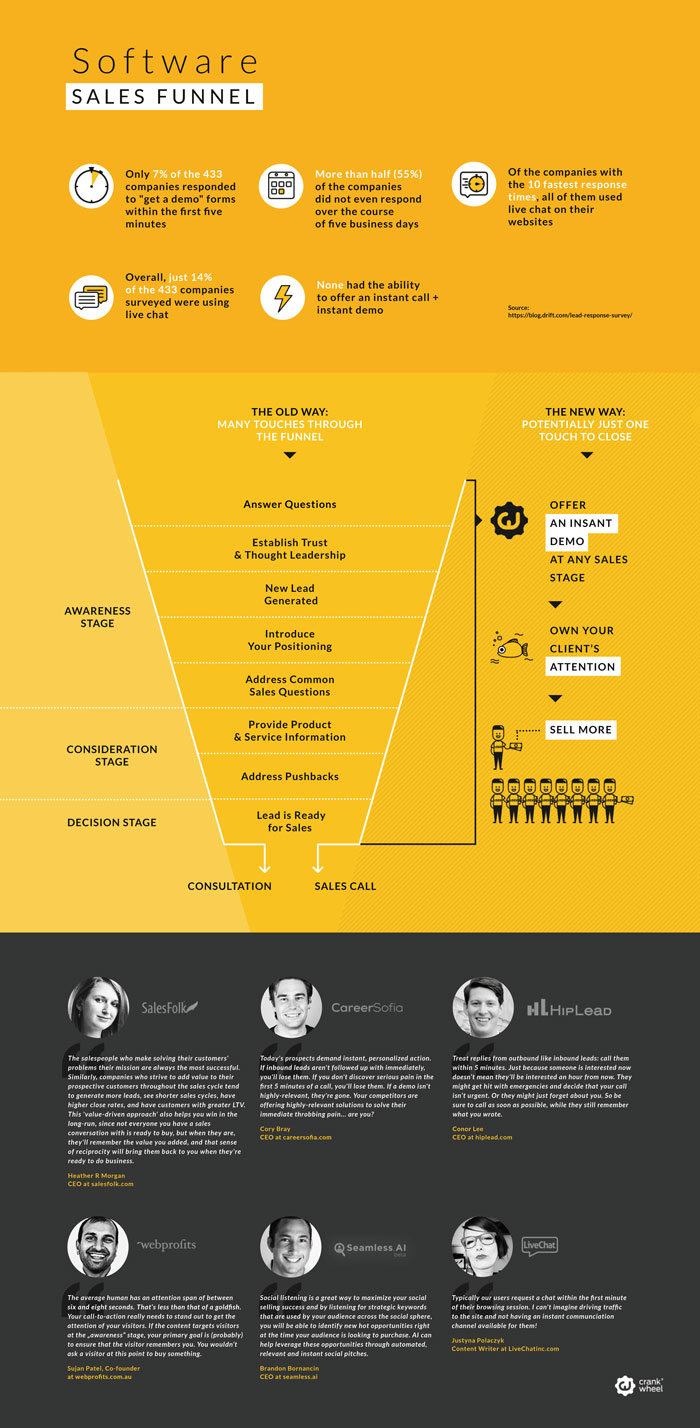 Software
SALES FUNNEL
Only 7% of the 433
companies responded
to "get a demo" forms
within the first five
minutes
More than half (55%)
of the companies
did not even respond
over the course
of five business days
Of the companies with
the 10 fastest response
times, all of them used
live chat on their
websites
Overall, just 14%
of the 433 companies
surveyed were using
live chat
None had the ability
to offer an instant call +
instant demo
Source:
https://blog.drift.com/lead-response-survey/
THE OLD WAY:
MANY TOUCHES THROUGH
THE FUNNEL
THE NEW WAY:
POTENTIALLY JUST ONE
TOUCH TO CLOSE
AWARENESS
STAGE
CONSIDERATION
STAGE
DECISION STAGE
Answer Questions
Establish Trust
& Thought Leadership
New Lead
Generated
Introduce
Your Positioning
Address Common
Sales Questions
Provide Product
& Service Information
Address Pushbacks
Lead is Ready
for Sales
CONSULTATION
SALES CALL
OFFER
AN INSANT
DEMO
AT ANY SALES
STAGE
OWN YOUR
CLIENT'S
ATTENTION
SELL MORE
SalesFolk
The salespeople who make solving their customers'
problems their mission are always the most successful.
Similarly, companies who strive to add value to their
prospective customers throughout the sales cycle tend
to generate more leads, see shorter sales cycles, have
higher close rates, and have customers with greater LTV.
This 'value-driven approach' also helps you win in the
long-run, since not everyone you have a sales
conversation with is ready to buy, but when they are,
they'll remember the value you added, and that sense
of reciprocity will bring them back to you when they're
ready to do business.
Heather R Morgan
CEO at salesfolk.com
CareerSofia
Today's prospects demand instant, personalized action.
If inbound leads aren't followed up with immediately,
you'll lose them. If you don't discover serious pain in the
first 5 minutes of a call, you'll lose them. If a demo isn't
highly-relevant, they're gone. Your competitors are
offering highly-relevant solutions to solve their
immediate throbbing pain... are you?
Cory Bray
CEO at careersofia.com
HIPLEAD
Treat replies from outbound like inbound leads: call them
within 5 minutes. Just because someone is interested now
doesn't mean they'll be interested an hour from now. They
might get hit with emergencies and decide that your call
isn't urgent. Or they might just forget about you. So be
sure to call as soon as possible, while they still remember
what you wrote.
Conor Lee
CEO at hiplead.com
webprofits
The average human has an attention span of between
six and eight seconds. That's less than that of a goldfish.
Your call-to-action really needs to stand out to get the
attention of your visitors. If the content targets visitors
at the „awareness" stage, your primary goal is (probably)
to ensure that the visitor remembers you. You wouldn't
ask a visitor at this point to buy something.
Sujan Patel, Co-founder
at webprofits.com.au
Seamless.AI
beta
Social listening is a great way to maximize your social
selling success and by listening for strategic keywords
that are used by your audience across the social sphere,
you will be able to identify new hot opportunities right
at the time your audience is looking to purchase. AI can
help leverage these opportunities through automated,
relevant and instant social pitches.
Brandon Bornancin
CEO at seamless.ai
LiveChat
Typically our users request a chat within the first minute
of their browsing session. I can't imagine driving traffic
to the site and not having an instant communciation
channel available for them!
Justyna Polaczyk
Content Writer at LiveChatinc.com
crank
wheel